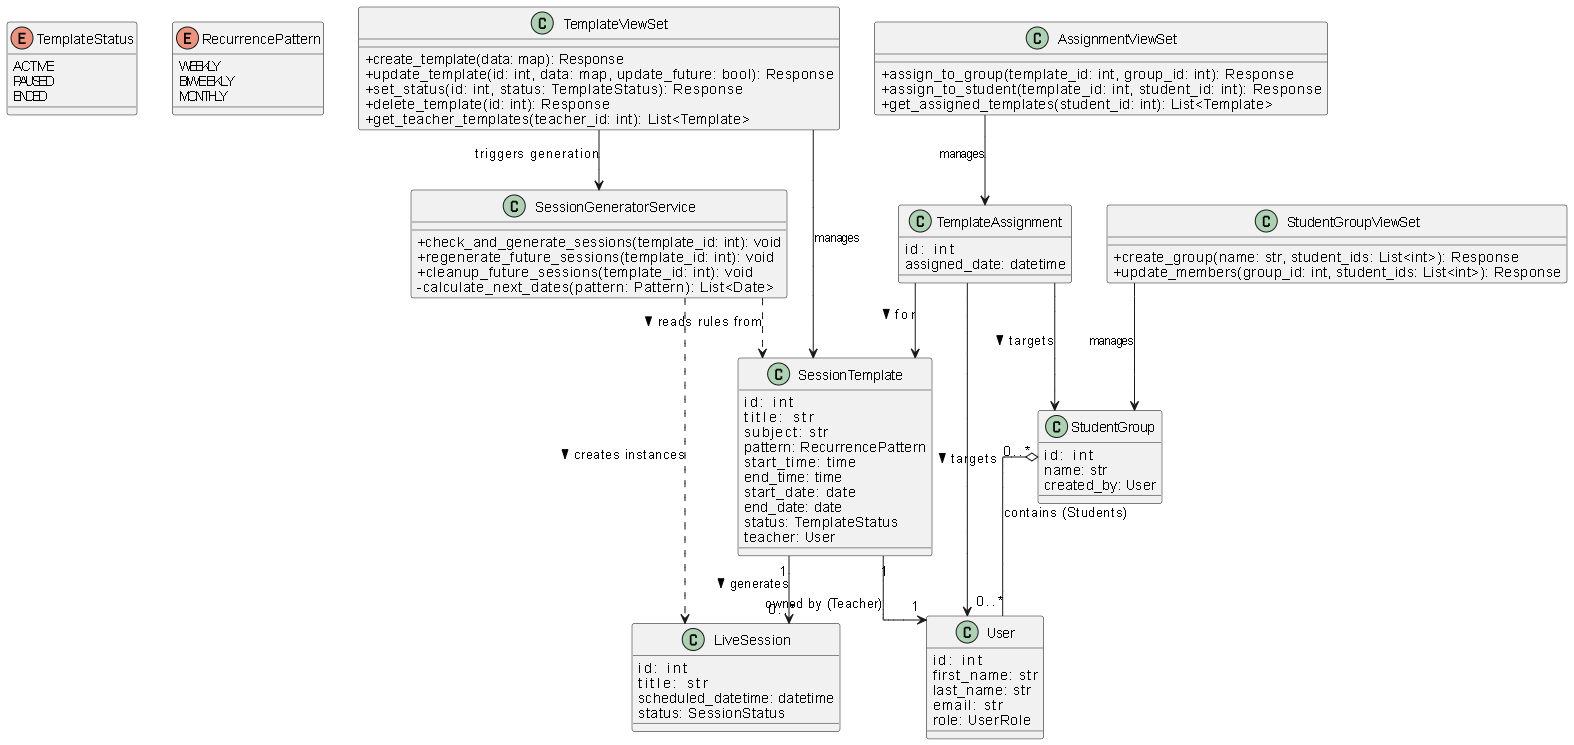 E TemplateStatus
ACTIVE
PAUSED
ENDED
E RecurrencePattern
WEEKLY
BIWEEKLY
MONTHLY
C TemplateViewSet
+create_template(data: map): Response
+update_template(id: int, data: map, update_future: bool): Response
+set_status(id: int, status: TemplateStatus): Response
+delete_template(id: int): Response
+get_teacher_templates(teacher_id: int): List<Template>
C AssignmentViewSet
+assign_to_group(template_id: int, group_id: int): Response
+assign_to_student(template_id: int, student_id: int): Response
+get_assigned_templates(student_id: int): List<Template>
triggers generation
manages
manages
C SessionGeneratorService
+check_and_generate_sessions(template_id: int): void
+regenerate_future_sessions(template_id: int): void
+cleanup_future_sessions(template_id: int): void
-calculate_next_dates(pattern: Pattern): List<Date>
C TemplateAssignment
id: int
assigned_date: datetime
C StudentGroupViewSet
+create_group(name: str, student_ids: List<int>): Response
+update_members(group_id: int, student_ids: List<int>): Response
reads rules from
for
targets
manages
C SessionTemplate
id: int
title: str
subject: str
pattern: RecurrencePattern
start_time: time
end_time: time
start_date: date
end_date: date
status: TemplateStatus
teacher: User
C StudentGroup
id: int
name: str
created_by: User
creates instances
targets
0..*
contains (Students)
0..*
1
generates
0..*
1
owned by (Teacher)
1
C LiveSession
id: int
title: str
scheduled_datetime: datetime
status: SessionStatus
C User
id: int
first_name: str
last_name: str
email: str
role: UserRole